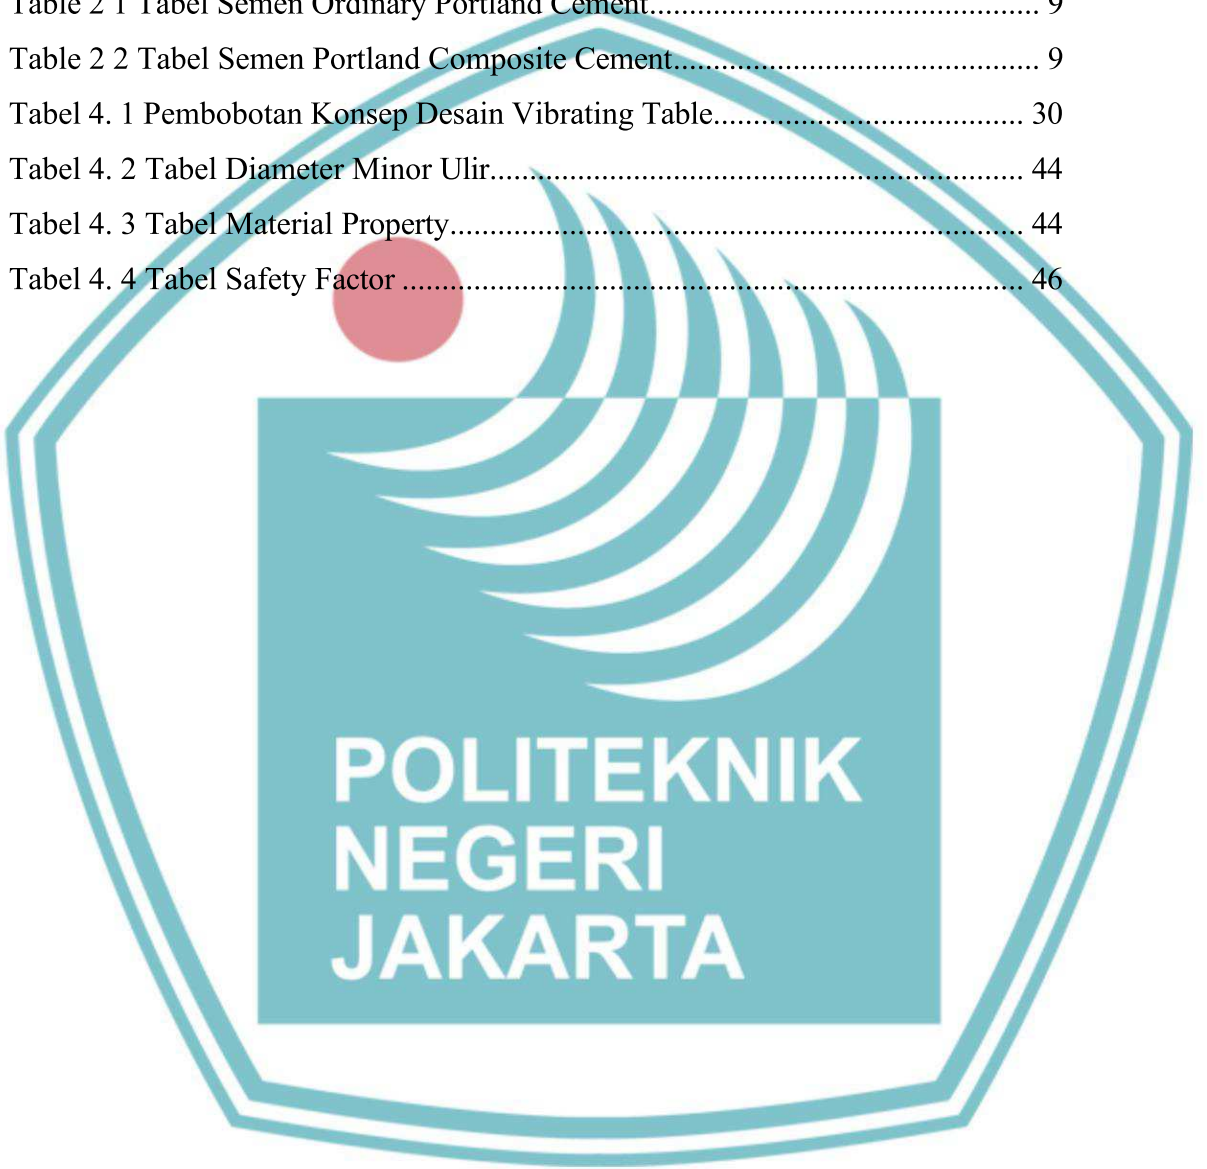 Table 2 1 Tabel Semen Ordinary Portland Cement.................................................. 9
Table 2 2 Tabel Semen Portland Composite Cement............................................... 9
Tabel 4. 1 Pembobotan Konsep Desain Vibrating Table........................................ 30
Tabel 4. 2 Tabel Diameter Minor Ulir..................................................................... 44
Tabel 4. 3 Tabel Material Property.......................................................................... 44
Tabel 4. 4 Tabel Safety Factor ................................................................................ 46
POLITEKNIK
NEGERI
JAKARTA